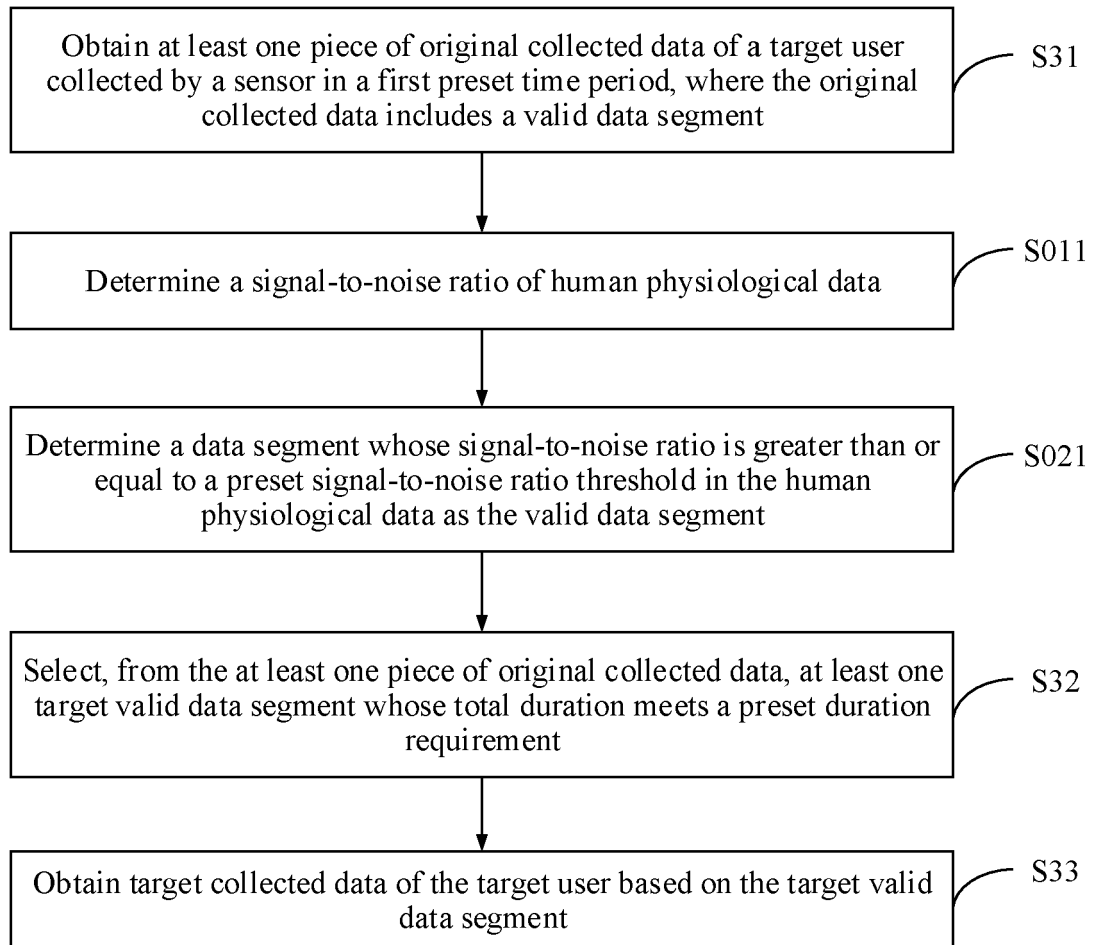 Obtain at least one piece of original collected data of a target user
collected by a sensor in a first preset time period, where the original
collected data includes a valid data segment
S31
Determine a signal-to-noise ratio of human physiological data
S011
Determine a data segment whose signal-to-noise ratio is greater than or
equal to a preset signal-to-noise ratio threshold in the human
physiological data as the valid data segment
S021
Select, from the at least one piece of original collected data, at least one
target valid data segment whose total duration meets a preset duration
requirement
S32
Obtain target collected data of the target user based on the target valid
data segment
S33